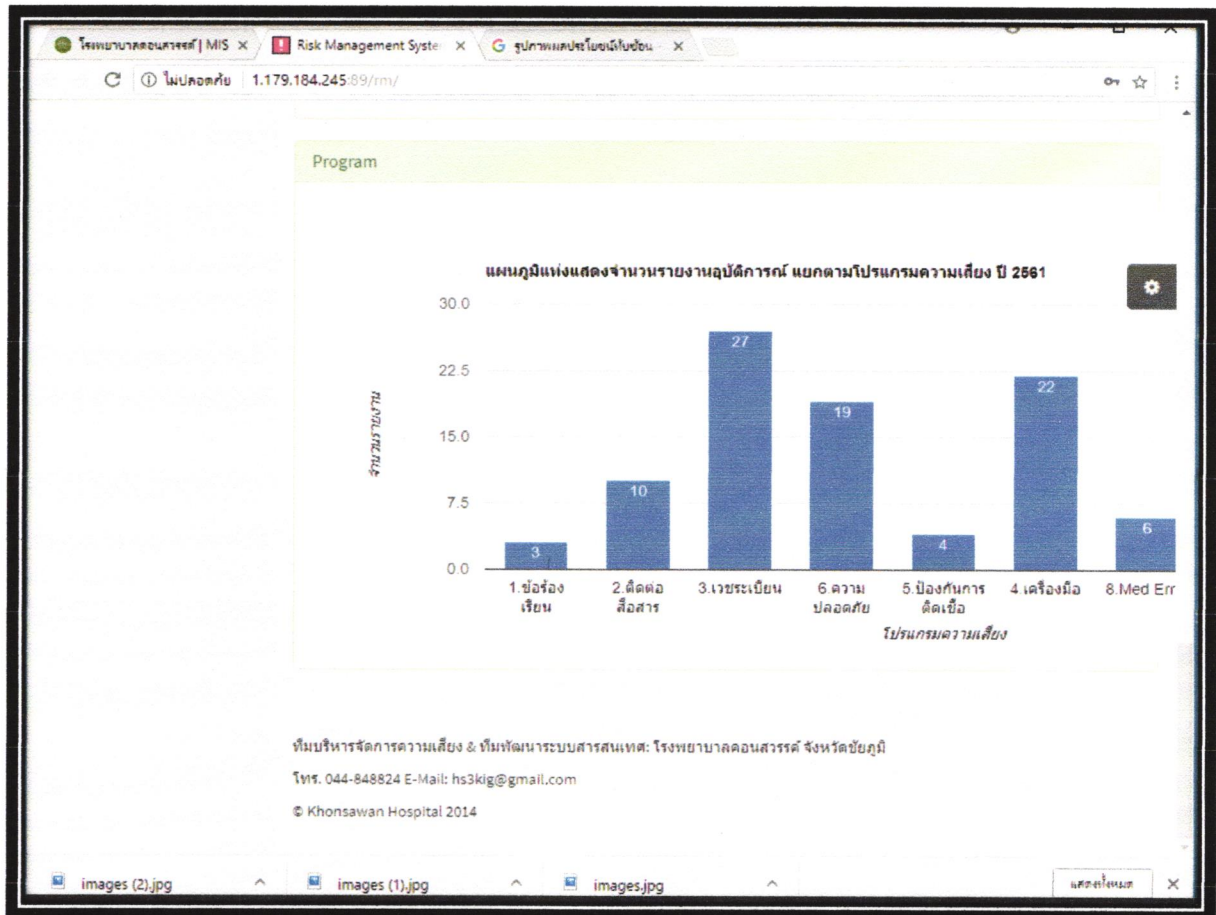 โรงพยาบาลคอนสวรรค์ | MIS
Risk Management Syste
รูปภาพผลประโยชน์ทับซ้อน -
ไม่ปลอดภัย
1.179.184.245:89/rm/
Program
แผนภูมิแท่งแสดงจำนวนรายงานอุบัติการณ์ แยกตามโปรแกรมความเสี่ยง ปี 2561
30.0
22.5
15.0
7.5
0.0
จำนวนรายงาน
3
10
27
19
4
22
6
1.ข้อร้อง
เรียน
2.ติดต่อ
สื่อสาร
3.เวชระเบียน
6.ความ
ปลอดภัย
5.ป้องกันการ
ติดเชื้อ
4.เครื่องมือ
8.Med Err
โปรแกรมความเสี่ยง
ทีมบริหารจัดการความเสี่ยง & ทีมพัฒนาระบบสารสนเทศ: โรงพยาบาลคอนสวรรค์ จังหวัดชัยภูมิ
โทร. 044-848824 E-Mail: hs3kig@gmail.com
© Khonsawan Hospital 2014
images (2).jpg
images (1).jpg
images.jpg
แสดงทั้งหมด